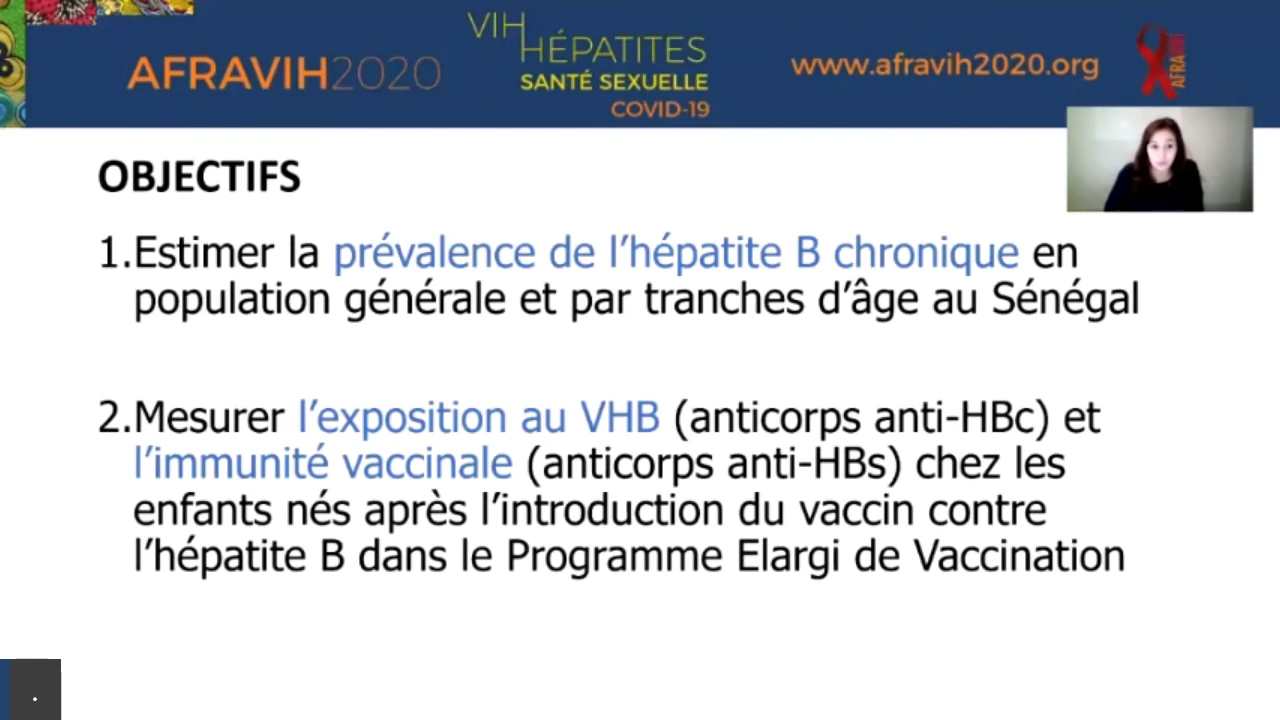 VIH
HÉPATITES
AFRAVIH2020
SANTÉ SEXUELLE
COVID-19
www.afravih2020.org
AFRAVIH
OBJECTIFS
1.Estimer la prévalence de l’hépatite B chronique en
population générale et par tranches d’âge au Sénégal
2.Mesurer l’exposition au VHB (anticorps anti-HBc) et
l’immunité vaccinale (anticorps anti-HBs) chez les
enfants nés après l’introduction du vaccin contre
l’hépatite B dans le Programme Elargi de Vaccination